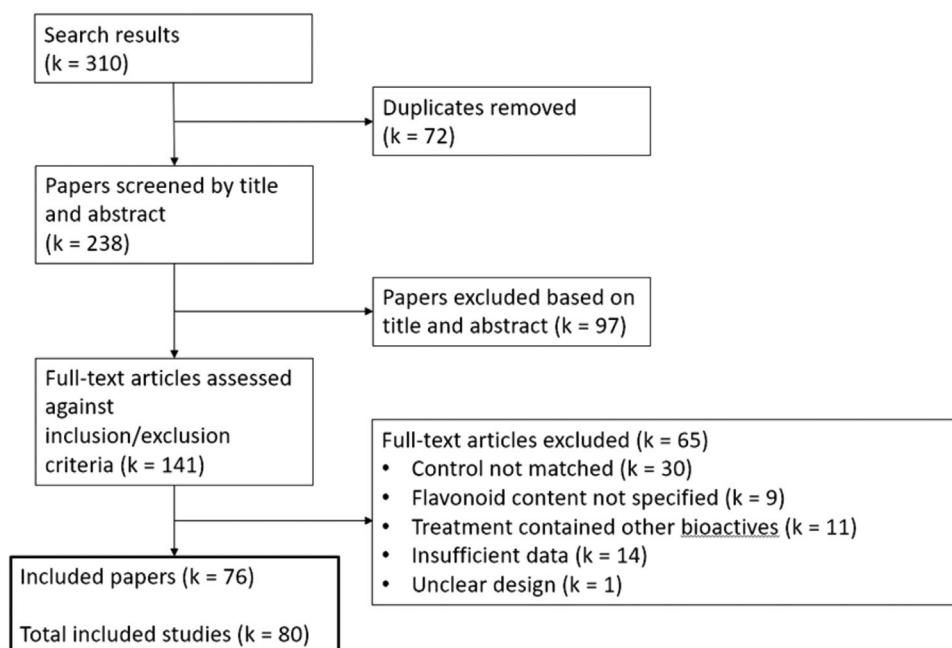 Search results
(k = 310)
Duplicates removed
(k = 72)
Papers screened by title
and abstract
(k = 238)
Papers excluded based on
title and abstract (k = 97)
Full-text articles assessed
against
inclusion/exclusion
criteria (k = 141)
Full-text articles excluded (k = 65)
• Control not matched (k = 30)
• Flavonoid content not specified (k = 9)
• Treatment contained other bioactives (k = 11)
• Insufficient data (k = 14)
• Unclear design (k = 1)
Included papers (k = 76)
Total included studies (k = 80)